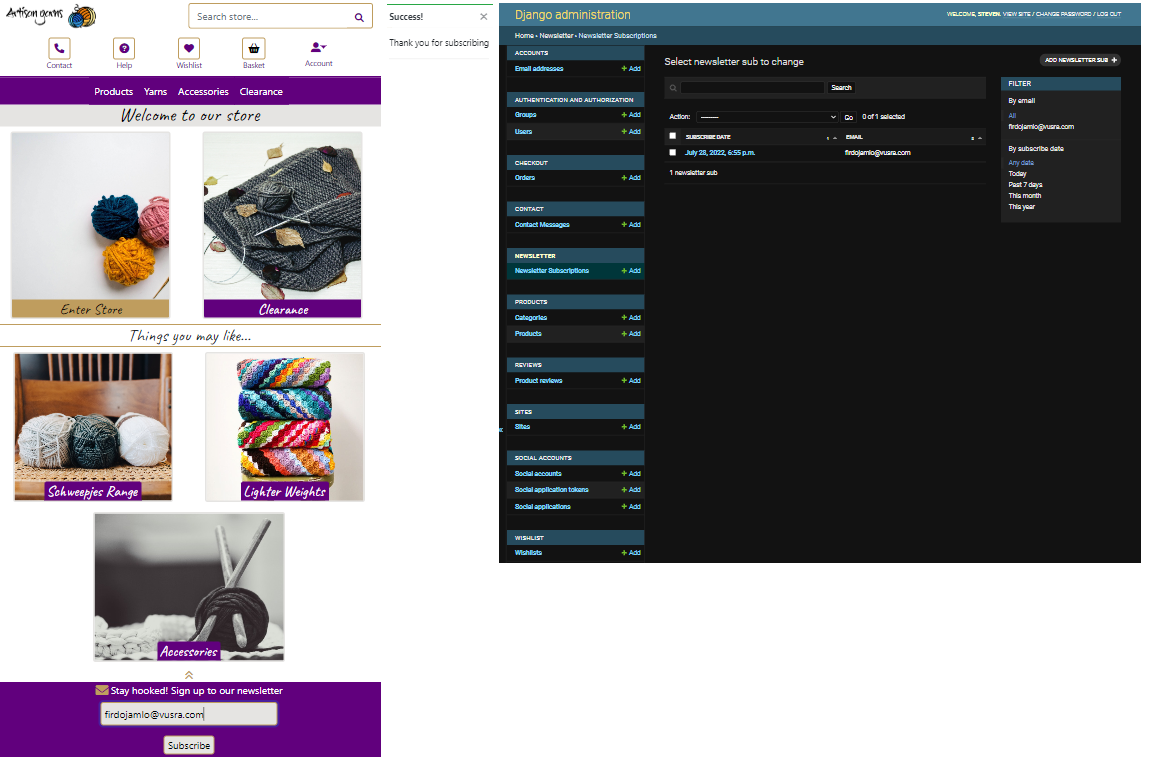 Artisan yarns
Search store...
Contact
Help
Wishlist
Basket
Account
Products Yarns Accessories Clearance
Welcome to our store
Enter Store
Clearance
Things you may like...
Schweepjes Range
Lighter Weights
Accessories
Stay hooked! Sign up to our newsletter
firdojamlo@vusra.com
Subscribe
Success! ×
Thank you for subscribing
Django administration
WELCOME, STEVEN. VIEW SITE / CHANGE PASSWORD / LOG OUT
Home › Newsletter › Newsletter Subscriptions
ACCOUNTS
Email addresses + Add
AUTHENTICATION AND AUTHORIZATION
Groups + Add
Users + Add
CHECKOUT
Orders + Add
CONTACT
Contact Messages + Add
NEWSLETTER
Newsletter Subscriptions + Add
PRODUCTS
Categories + Add
Products + Add
REVIEWS
Product reviews + Add
SITES
Sites + Add
SOCIAL ACCOUNTS
Social accounts + Add
Social application tokens + Add
Social applications + Add
WISHLIST
Wishlists + Add
«
Select newsletter sub to change
ADD NEWSLETTER SUB +
Search
Action: --------- Go 0 of 1 selected
SUBSCRIBE DATE 1 EMAIL 2
July 28, 2022, 6:55 p.m. firdojamlo@vusra.com
1 newsletter sub
FILTER
By email
All
firdojamlo@vusra.com
By subscribe date
Any date
Today
Past 7 days
This month
This year